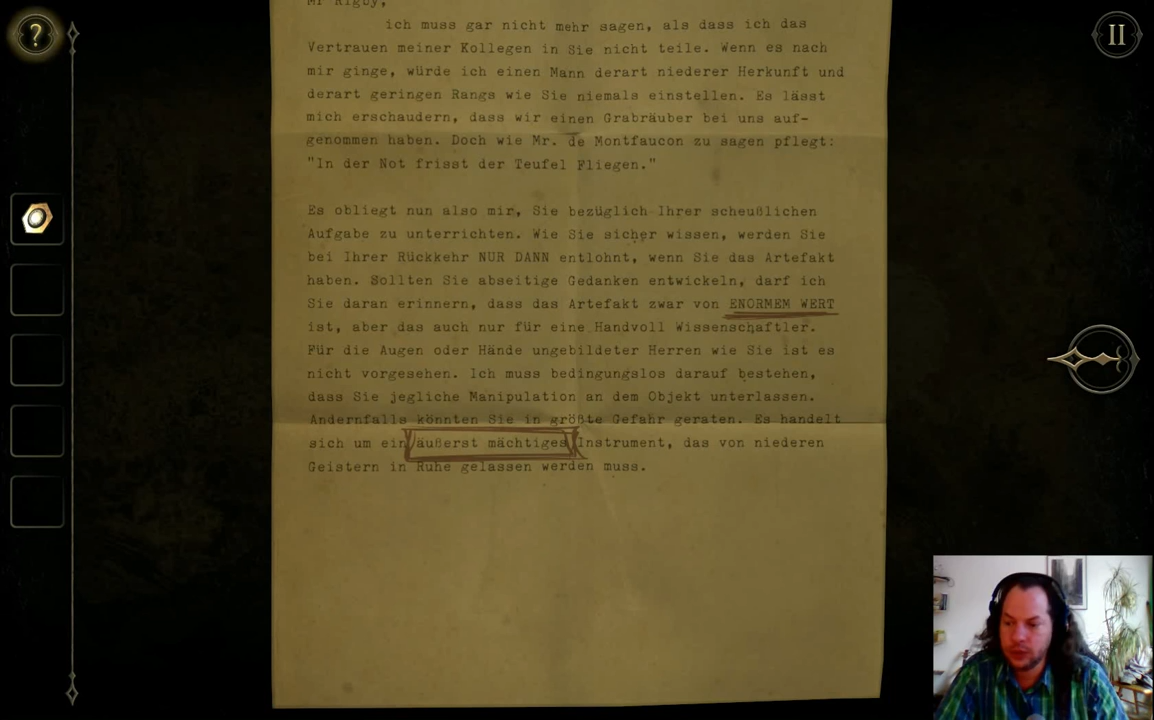 Mr Rigby,
ich muss gar nicht mehr sagen, als dass ich das
Vertrauen meiner Kollegen in Sie nicht teile. Wenn es nach
mir ginge, würde ich einen Mann derart niederer Herkunft und
derart geringen Rangs wie Sie niemals einstellen. Es lässt
mich erschaudern, dass wir einen Grabräuber bei uns auf-
genommen haben. Doch wie Mr. de Montfaucon zu sagen pflegt:
"In der Not frisst der Teufel Fliegen."
Es obliegt nun also mir, Sie bezüglich Ihrer scheußlichen
Aufgabe zu unterrichten. Wie Sie sicher wissen, werden Sie
bei Ihrer Rückkehr NUR DANN entlohnt, wenn Sie das Artefakt
haben. Sollten Sie abseitige Gedanken entwickeln, darf ich
Sie daran erinnern, dass das Artefakt zwar von ENORMEM WERT
ist, aber das auch nur für eine Handvoll Wissenschaftler.
Für die Augen oder Hände ungebildeter Herren wie Sie ist es
nicht vorgesehen. Ich muss bedingungslos darauf bestehen,
dass Sie jegliche Manipulation an dem Objekt unterlassen.
Andernfalls könnten Sie in größte Gefahr geraten. Es handelt
sich um ein äußerst mächtiges Instrument, das von niederen
Geistern in Ruhe gelassen werden muss.
?
II